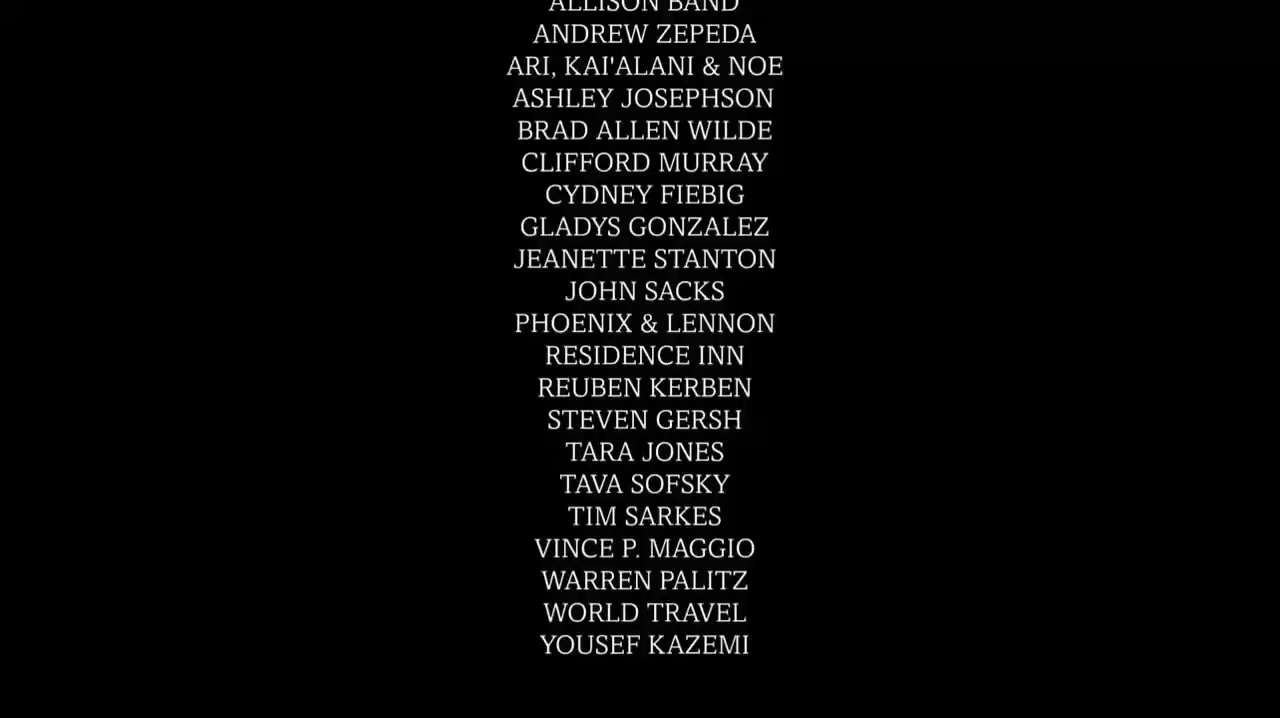 ALLISON BAND
ANDREW ZEPEDA
ARI, KAI'ALANI & NOE
ASHLEY JOSEPHSON
BRAD ALLEN WILDE
CLIFFORD MURRAY
CYDNEY FIEBIG
GLADYS GONZALEZ
JEANETTE STANTON
JOHN SACKS
PHOENIX & LENNON
RESIDENCE INN
REUBEN KERBEN
STEVEN GERSH
TARA JONES
TAVA SOFSKY
TIM SARKES
VINCE P. MAGGIO
WARREN PALITZ
WORLD TRAVEL
YOUSEF KAZEMI